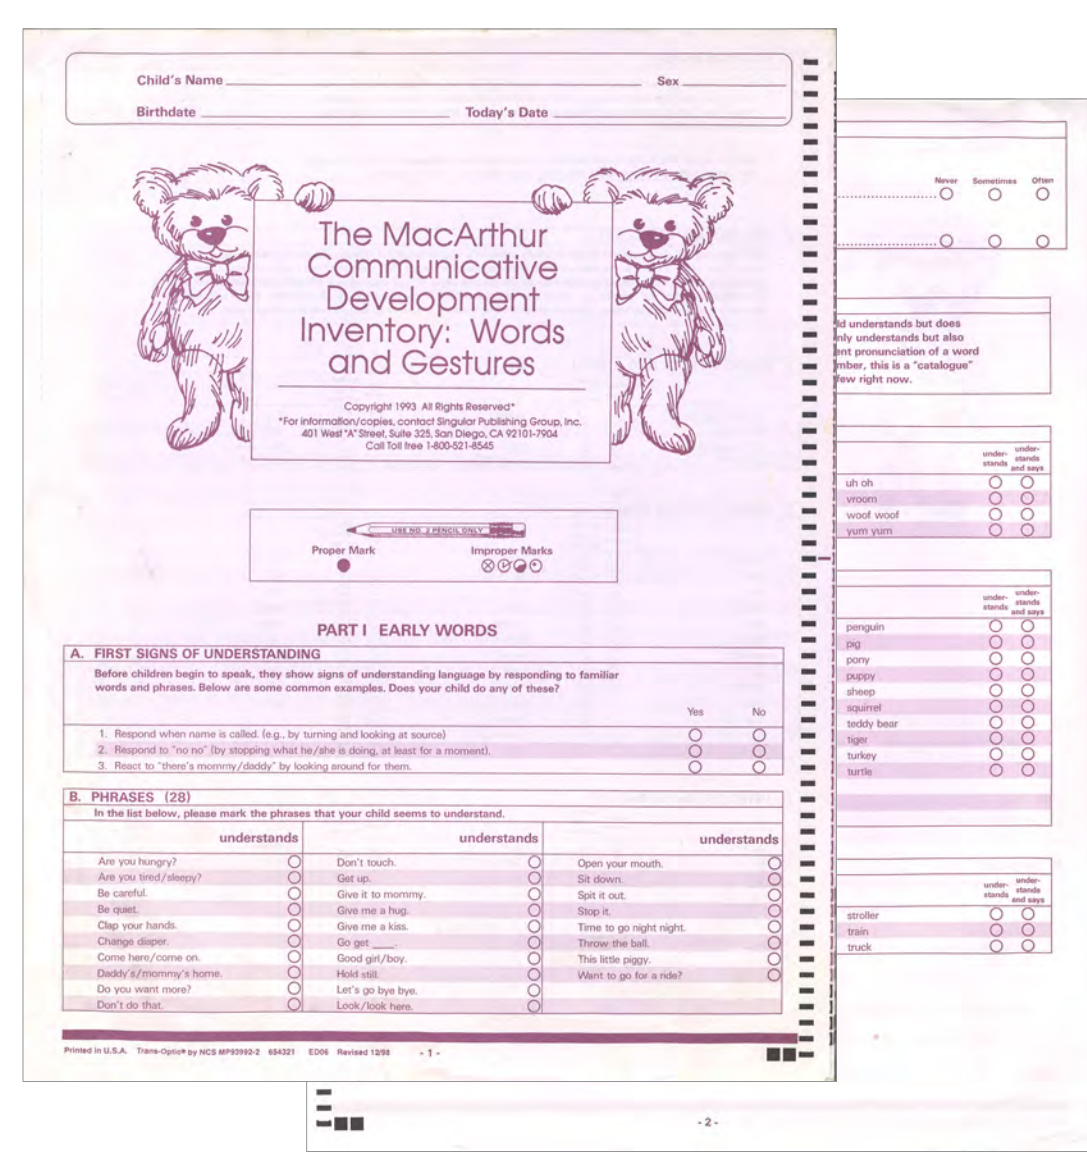 Child's Name Sex
Birthdate Today's Date
The MacArthur
Communicative
Development
Inventory: Words
and Gestures
Copyright 1993 All Rights Reserved*
*For information/copies, contact Singular Publishing Group, Inc.
401 West "A" Street, Suite 325, San Diego, CA 92101-7904
Call Toll free 1-800-521-8545
USE NO. 2 PENCIL ONLY
Proper Mark Improper Marks
PART I EARLY WORDS
A. FIRST SIGNS OF UNDERSTANDING
Before children begin to speak, they show signs of understanding language by responding to familiar
words and phrases. Below are some common examples. Does your child do any of these?
Yes No
1. Respond when name is called. (e.g., by turning and looking at source)
2. Respond to "no no" (by stopping what he/she is doing, at least for a moment).
3. React to "there's mommy/daddy" by looking around for them.
B. PHRASES (28)
In the list below, please mark the phrases that your child seems to understand.
understands understands understands
Are you hungry? Don't touch. Open your mouth.
Are you tired/sleepy? Get up. Sit down.
Be careful. Give it to mommy. Spit it out.
Be quiet. Give me a hug. Stop it.
Clap your hands. Give me a kiss. Time to go night night.
Change diaper. Go get ___. Throw the ball.
Come here/come on. Good girl/boy. This little piggy.
Daddy's/mommy's home. Hold still. Want to go for a ride?
Do you want more? Let's go bye bye.
Don't do that. Look/look here.
Printed in U.S.A. Trans-Optic® by NCS MP93992-2 654321 ED06 Revised 12/98 - 1 -
Never Sometimes Often
ld understands but does
nly understands but also
ent pronunciation of a word
mber, this is a "catalogue"
few right now.
under- under-
stands stands
and says
uh oh
vroom
woof woof
yum yum
under- under-
stands stands
and says
penguin
pig
pony
puppy
sheep
squirrel
teddy bear
tiger
turkey
turtle
under- under-
stands stands
and says
stroller
train
truck
- 2 -